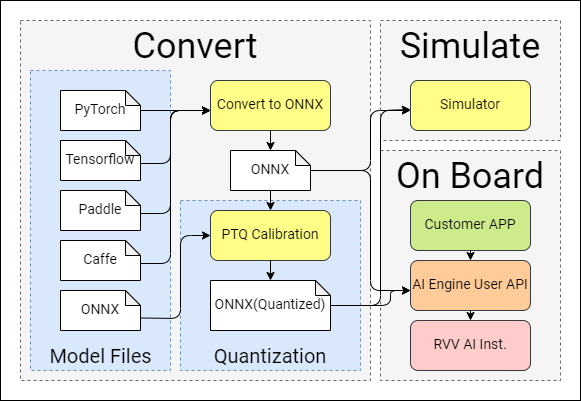 Convert
PyTorch
Tensorflow
Paddle
Caffe
ONNX
Model Files
Convert to ONNX
ONNX
PTQ Calibration
ONNX(Quantized)
Quantization
Simulate
Simulator
On Board
Customer APP
AI Engine User API
RVV AI Inst.